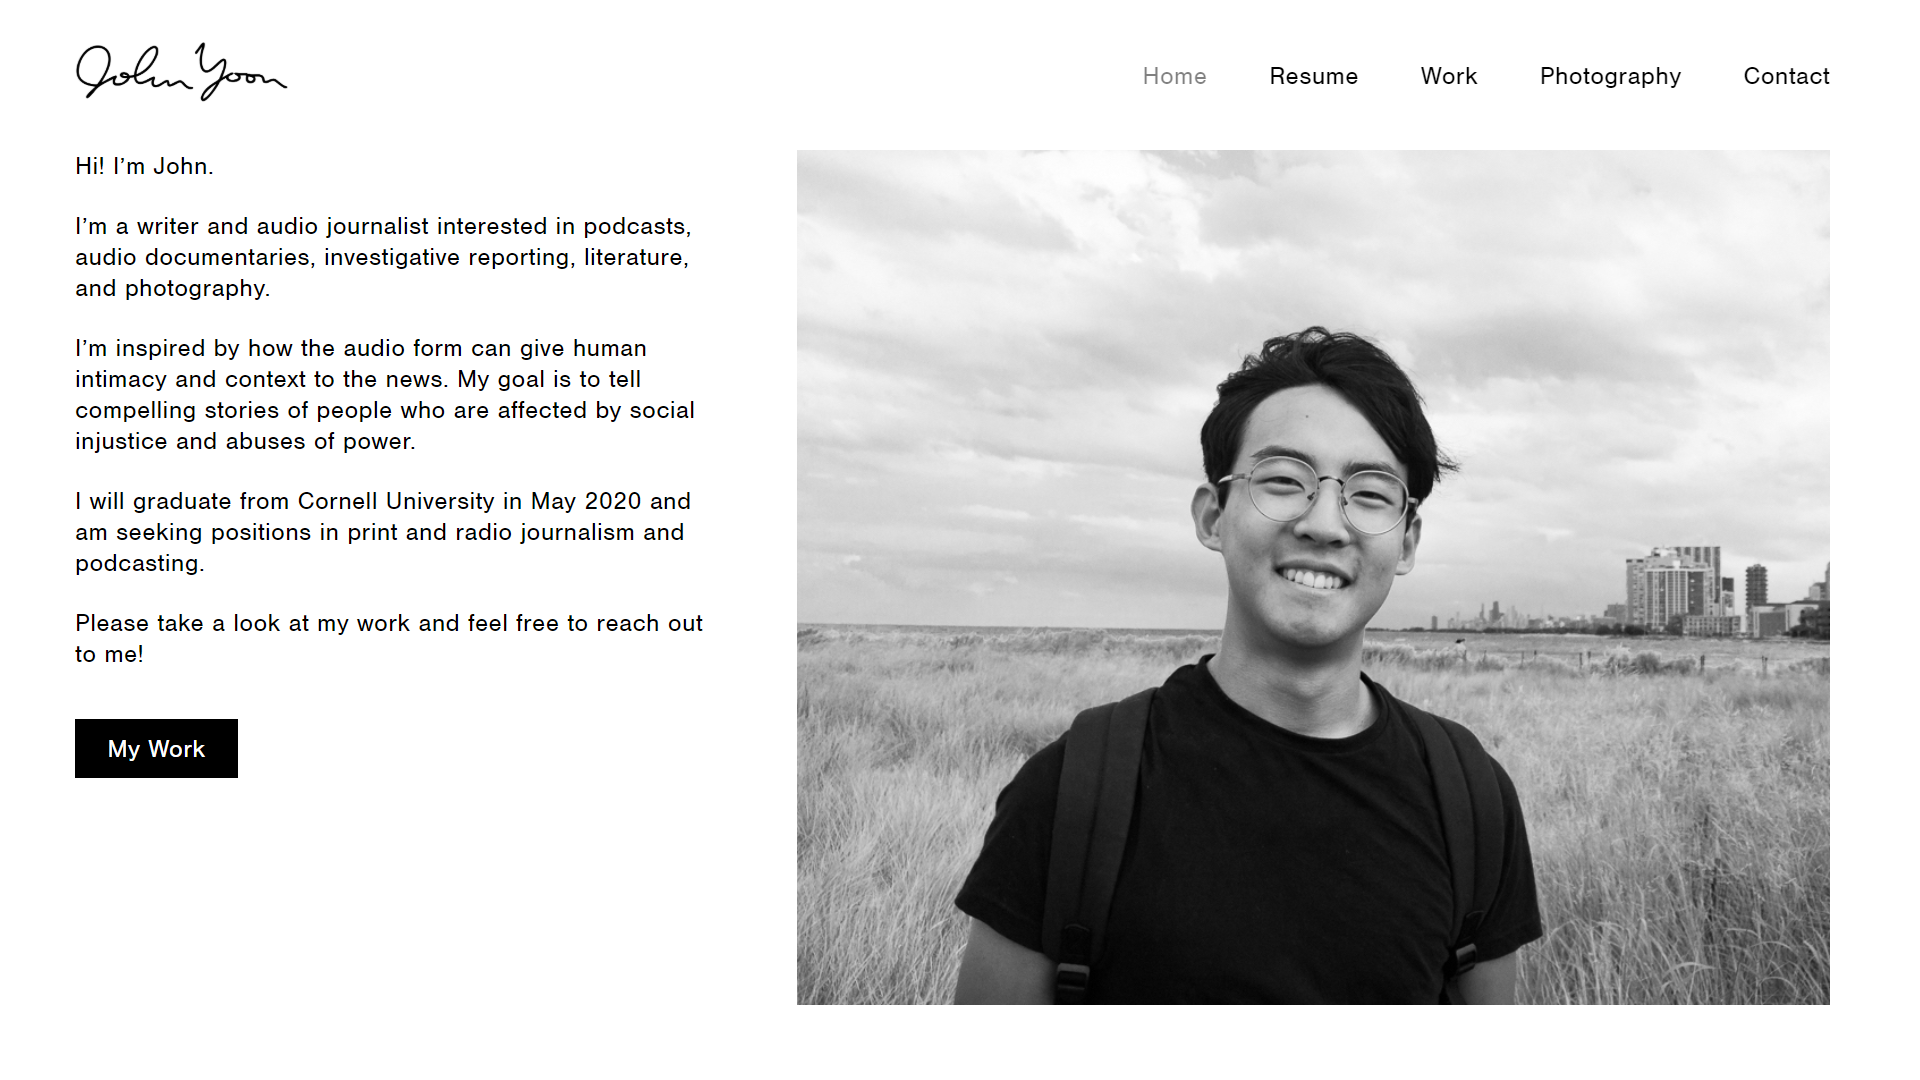 John Yoon
Home
Resume
Work
Photography
Contact
Hi! I’m John.
I’m a writer and audio journalist interested in podcasts,
audio documentaries, investigative reporting, literature,
and photography.
I’m inspired by how the audio form can give human
intimacy and context to the news. My goal is to tell
compelling stories of people who are affected by social
injustice and abuses of power.
I will graduate from Cornell University in May 2020 and
am seeking positions in print and radio journalism and
podcasting.
Please take a look at my work and feel free to reach out
to me!
My Work